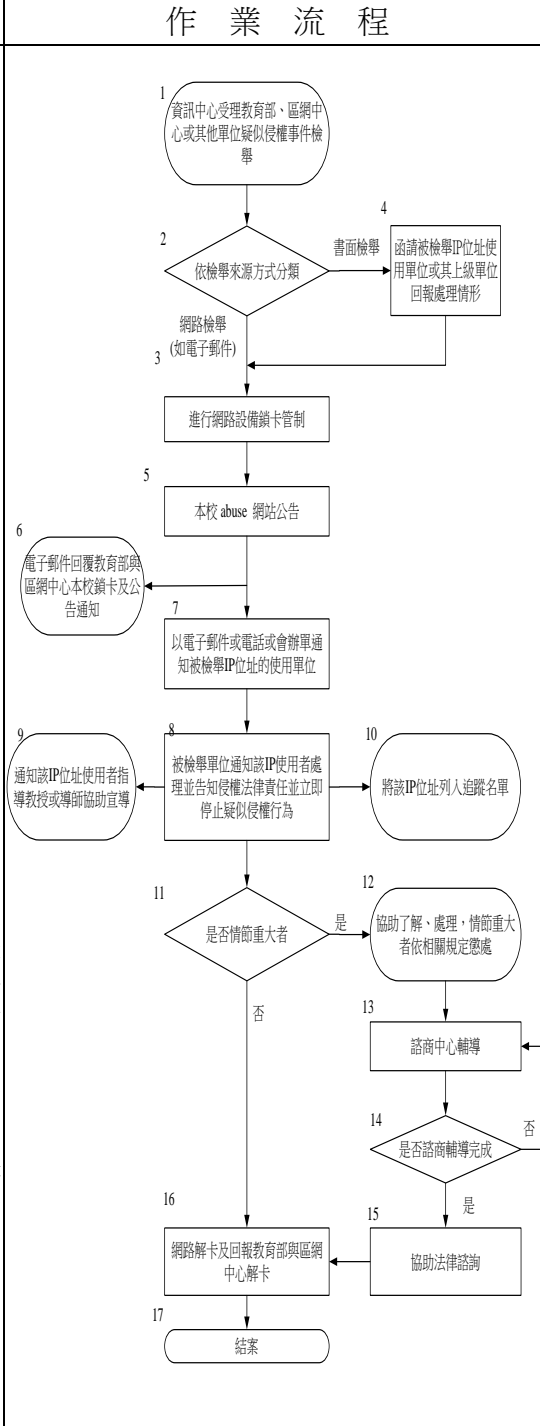 作業流程
1
資訊中心受理教育部、區網中
心或其他單位疑似侵權事件檢
舉
2
依檢舉來源方式分類
書面檢舉
4
函請被檢舉IP位址使
用單位或其上級單位
回報處理情形
網路檢舉
(如電子郵件)
3
進行網路設備鎖卡管制
5
本校 abuse 網站公告
6
電子郵件回覆教育部與
區網中心本校鎖卡及公
告通知
7
以電子郵件或電話或會辦單通
知被檢舉IP位址的使用單位
8
被檢舉單位通知該IP使用者處
理並告知侵權法律責任並立即
停止疑似侵權行為
9
通知該IP位址使用者指
導教授或導師協助宣導
10
將該IP位址列入追蹤名單
11
是否情節重大者
是
否
12
協助了解、處理，情節重大
者依相關規定懲處
13
諮商中心輔導
14
是否諮商輔導完成
否
是
15
協助法律諮詢
16
網路解卡及回報教育部與區網
中心解卡
17
結案